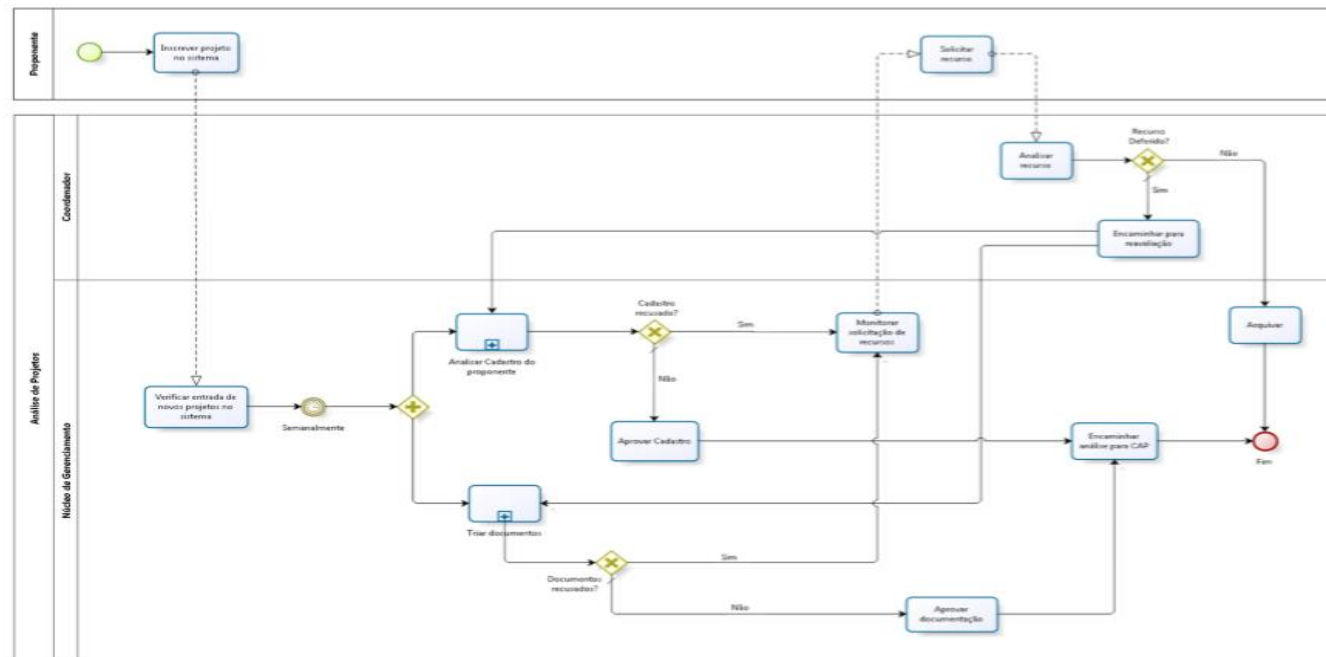 Proponente
Inscrever projeto
no sistema
Solicitar
recurso
Análise de Projetos
Coordenador
Analisar
recurso
Recurso
Deferido?
Não
Sim
Encaminhar para
reavaliação
Núcleo de Gerenciamento
Verificar entrada de
novos projetos no
sistema
Semanalmente
Analisar Cadastro do
proponente
Cadastro
recusado?
Sim
Não
Monitorar
solicitação de
recursos
Arquivar
Aprovar Cadastro
Encaminhar
análise para CAP
Fim
Triar documentos
Documentos
recusados?
Sim
Não
Aprovar
documentação